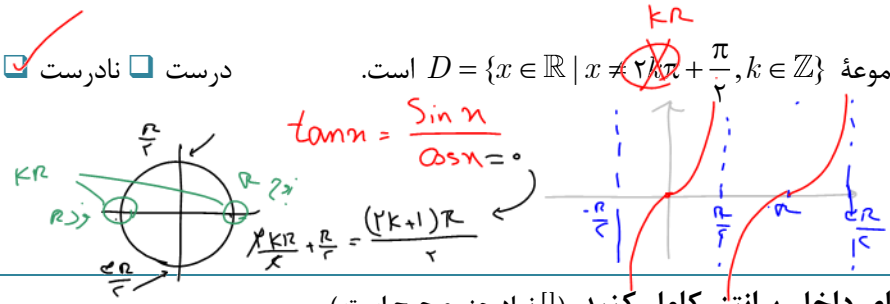 kπ
موعهٔ D = {x ∈ ℝ | x ≠ ۲kπ + π/۲, k ∈ ℤ} است. درست نادرست
tan x = sin x / cos x = ۰
π/۲
kπ
(۲k+۱)π / ۲
۲kπ/۲ + π/۲ =
-π/۲ π/۲ π ۳π/۲
۳π/۲